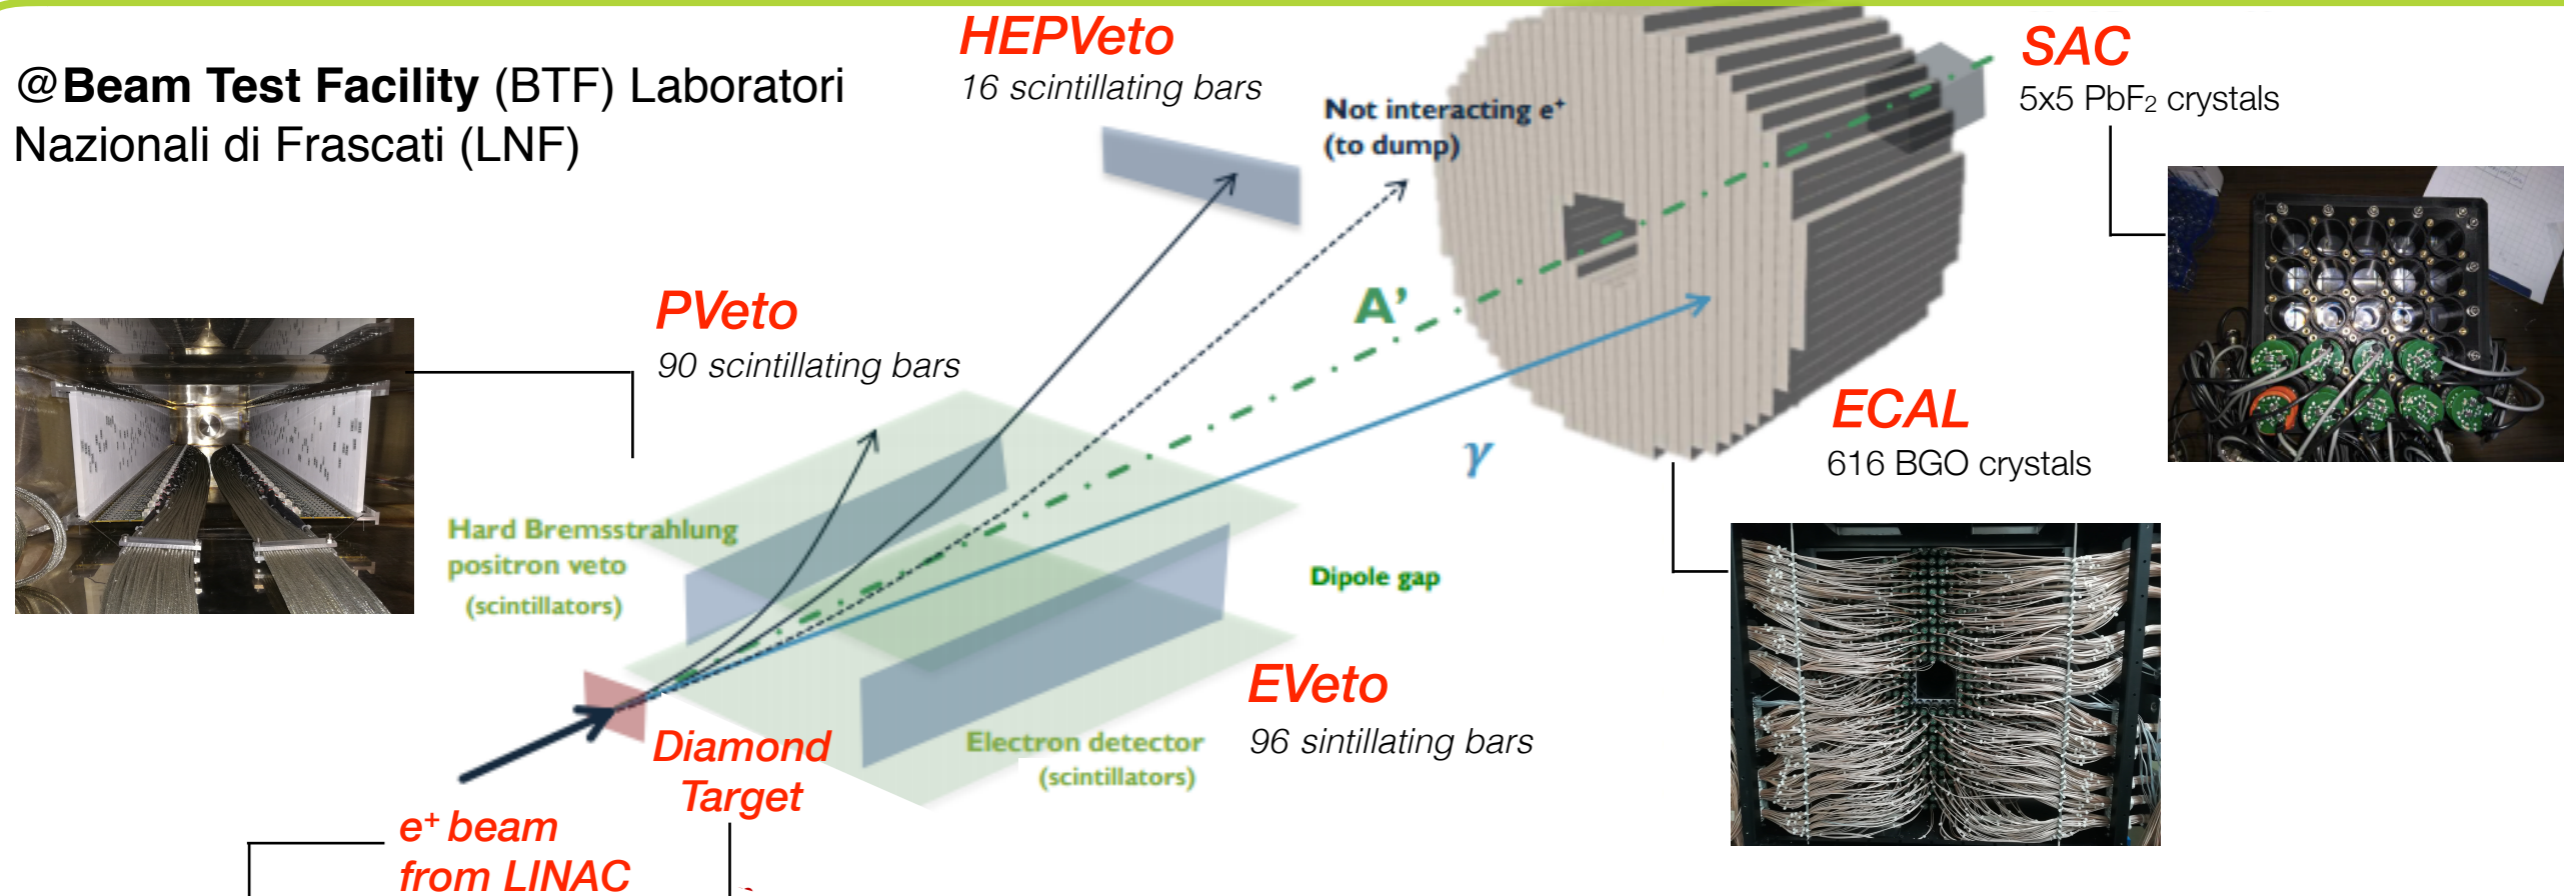 @Beam Test Facility (BTF) Laboratori
Nazionali di Frascati (LNF)
HEPVeto
16 scintillating bars
Not interacting e⁺
(to dump)
SAC
5x5 PbF₂ crystals
PVeto
90 scintillating bars
A’
γ
ECAL
616 BGO crystals
Hard Bremsstrahlung
positron veto
(scintillators)
Dipole gap
EVeto
96 sintillating bars
Electron detector
(scintillators)
Diamond
Target
e⁺ beam
from LINAC